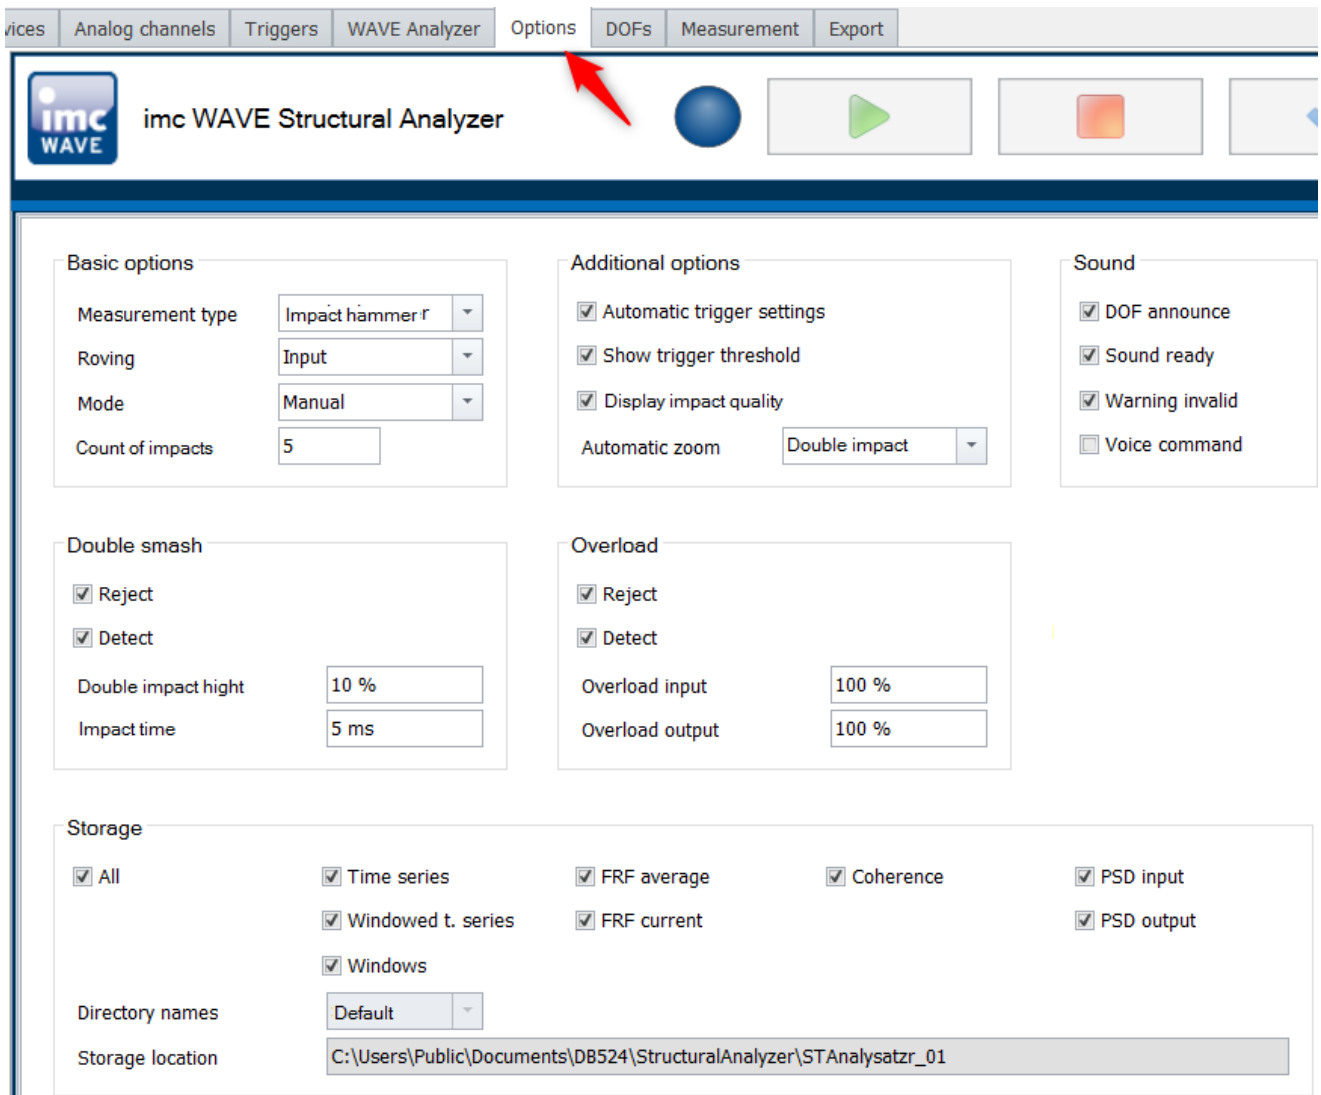 vices Analog channels Triggers WAVE Analyzer Options DOFs Measurement Export
imc WAVE
imc WAVE Structural Analyzer
Basic options
Measurement type Impact hammer r
Roving Input
Mode Manual
Count of impacts 5
Additional options
Automatic trigger settings
Show trigger threshold
Display impact quality
Automatic zoom Double impact
Sound
DOF announce
Sound ready
Warning invalid
Voice command
Double smash
Reject
Detect
Double impact hight 10 %
Impact time 5 ms
Overload
Reject
Detect
Overload input 100 %
Overload output 100 %
Storage
All Time series FRF average Coherence PSD input
Windowed t. series FRF current PSD output
Windows
Directory names Default
Storage location C:\Users\Public\Documents\DB524\StructuralAnalyzer\STAnalysatzr_01